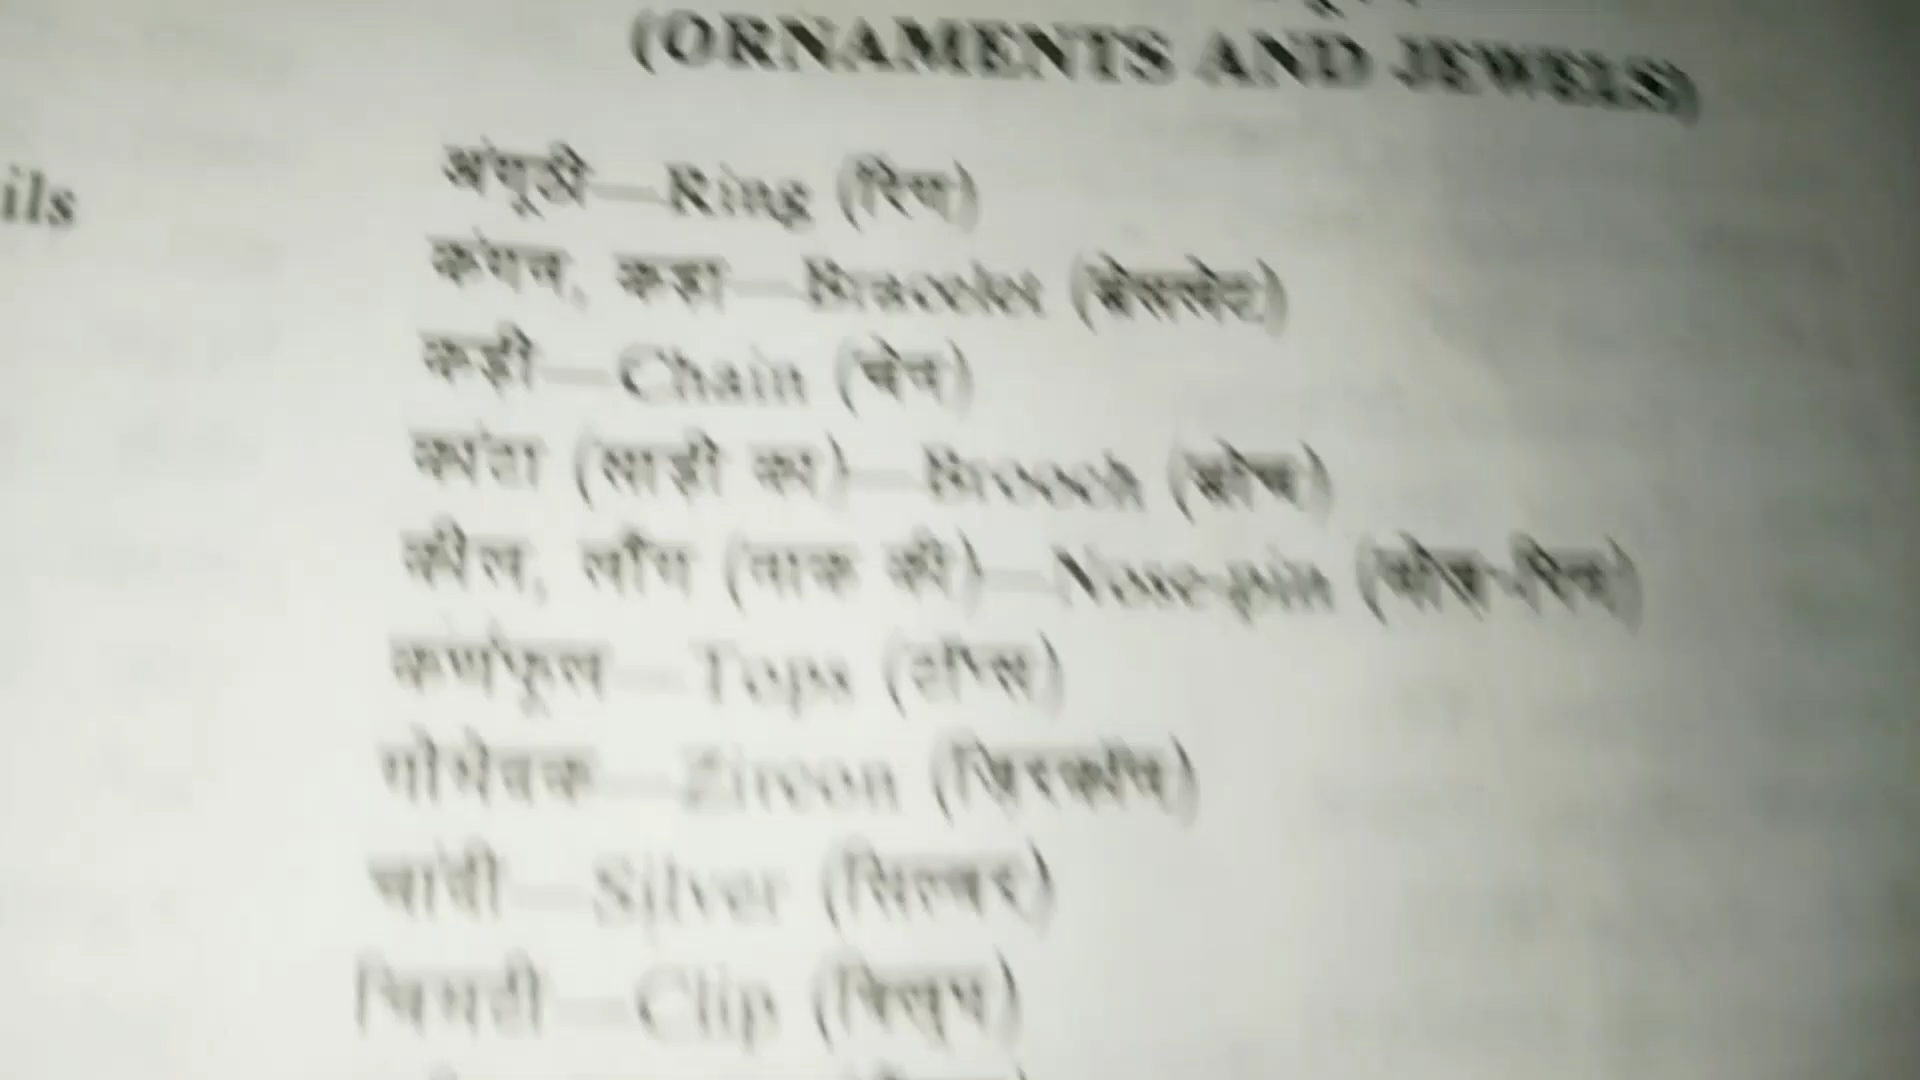 (ORNAMENTS AND JEWELS)
ils
अंगूठी—Ring (रिंग)
कंगन, कड़ा—Bracelet (ब्रेसलेट)
कड़ी—Chain (चेन)
कांटा (साड़ी का)—Broooch (ब्रोच)
कील, लौंग (नाक की)—Nose-pin (नोज़-पिन)
कर्णफूल—Tops (टॉप्स)
गोमेदक—Zircon (ज़िरकॉन)
चांदी—Silver (सिल्वर)
चिमटी—Clip (क्लिप)